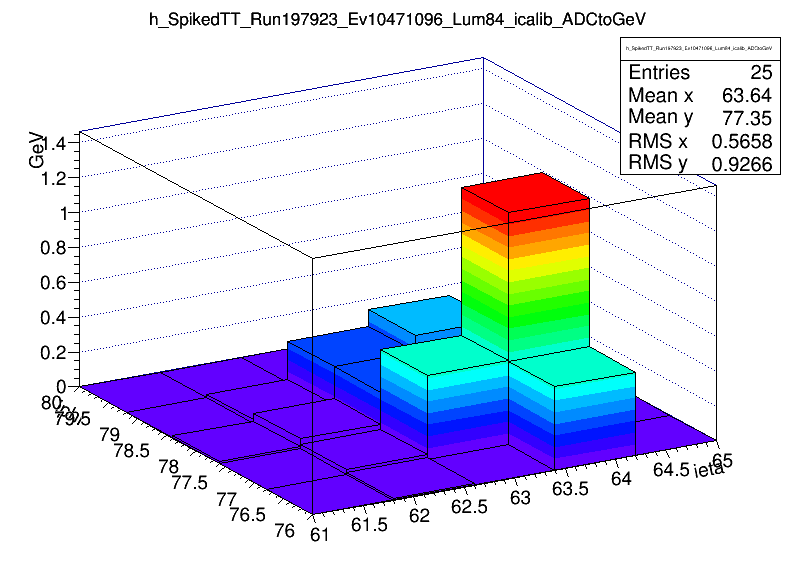 h_SpikedTT_Run197923_Ev10471096_Lum84_icalib_ADCtoGeV
h_SpikedTT_Run197923_Ev10471096_Lum84_icalib_ADCtoGeV
Entries 25
Mean x 63.64
Mean y 77.35
RMS x 0.5658
RMS y 0.9266
GeV
1.4
1.2
1
0.8
0.6
0.4
0.2
0
80
79.5
79
78.5
78
77.5
77
76.5
76
61
61.5
62
62.5
63
63.5
64
64.5
65
ieta